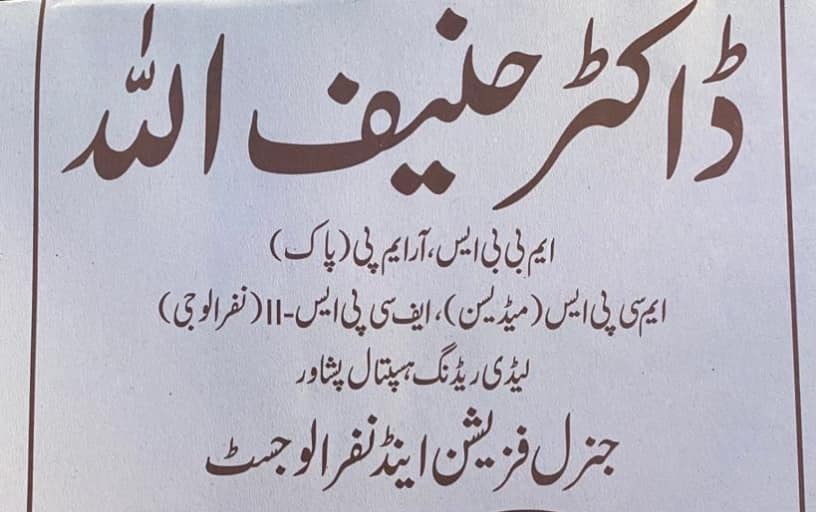 ڈاکٹر حنیف اللہ
ایم بی بی ایس، آر ایم پی (پاک)
ایم سی پی ایس (میڈیسن)، ایف سی پی ایس-II (نفرالوجی)
لیڈی ریڈنگ ہسپتال پشاور
جنرل فزیشن اینڈ نفرالوجسٹ